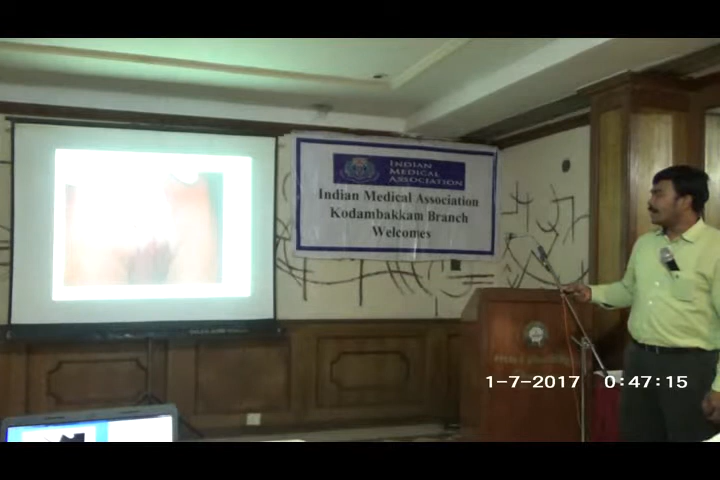 INDIAN
MEDICAL
ASSOCIATION
Indian Medical Association
Kodambakkam Branch
Welcomes
1-7-2017 0:47:15